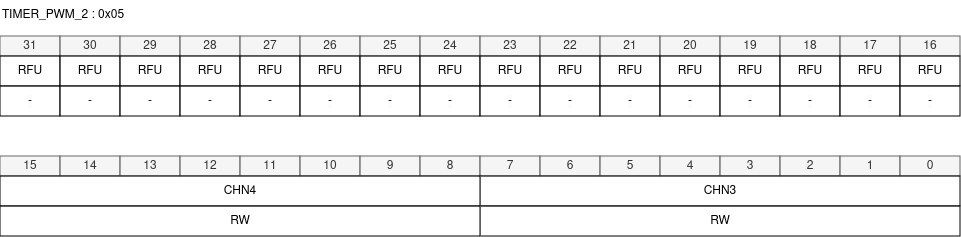 TIMER_PWM_2 : 0x05
31 30 29 28 27 26 25 24 23 22 21 20 19 18 17 16
RFU RFU RFU RFU RFU RFU RFU RFU RFU RFU RFU RFU RFU RFU RFU RFU
- - - - - - - - - - - - - - - -
15 14 13 12 11 10 9 8 7 6 5 4 3 2 1 0
CHN4 CHN3
RW RW